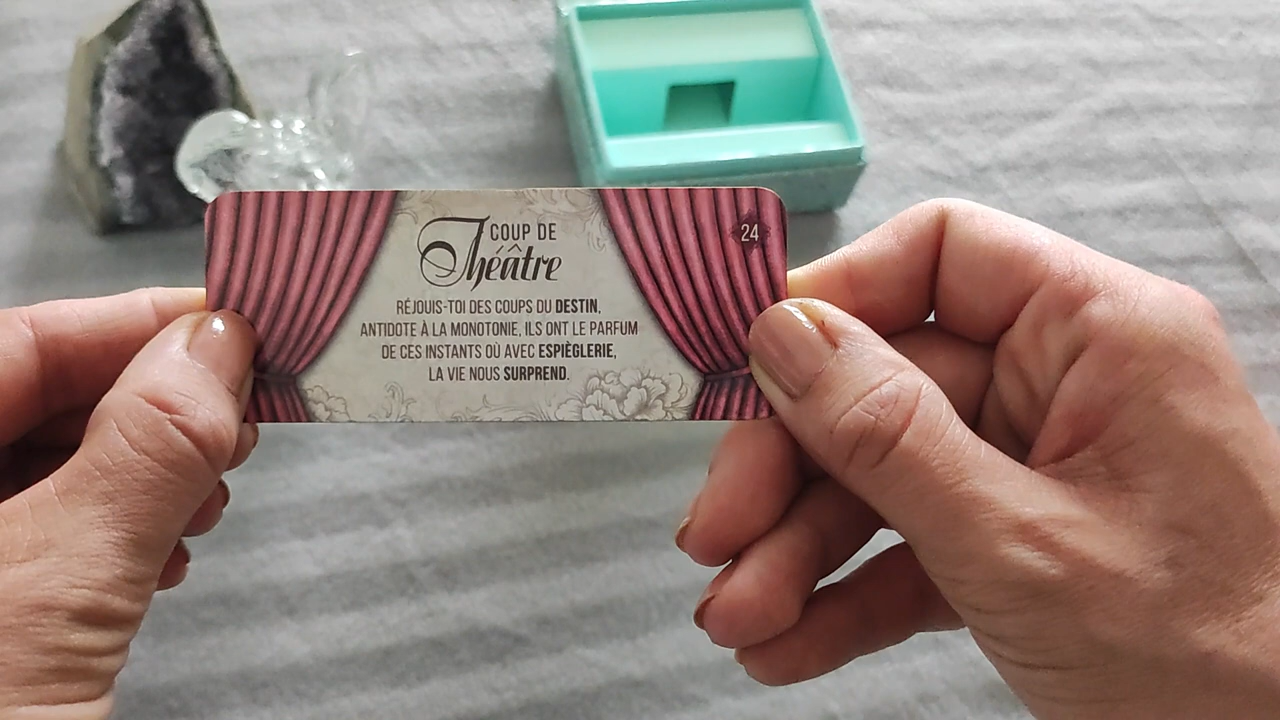 COUP DE
Théâtre
24
RÉJOUIS-TOI DES COUPS DU DESTIN,
ANTIDOTE À LA MONOTONIE, ILS ONT LE PARFUM
DE CES INSTANTS OÙ AVEC ESPIÈGLERIE,
LA VIE NOUS SURPREND.